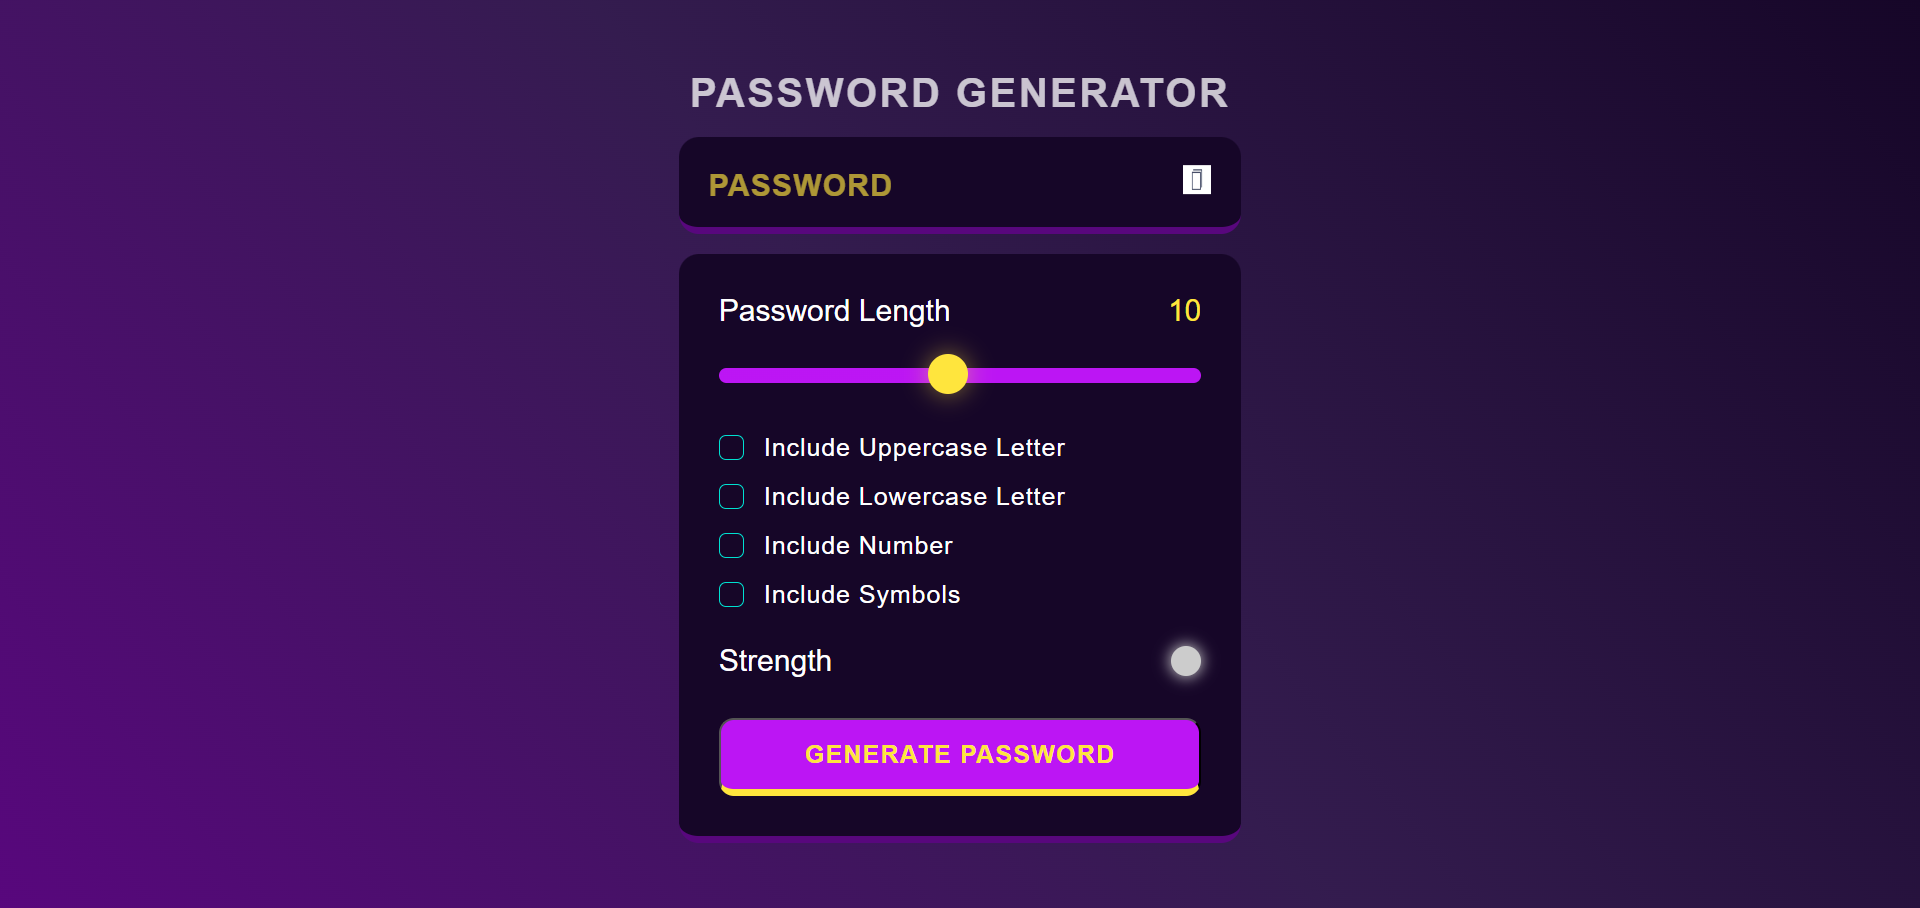 PASSWORD GENERATOR
PASSWORD
Password Length 10
Include Uppercase Letter
Include Lowercase Letter
Include Number
Include Symbols
Strength
GENERATE PASSWORD